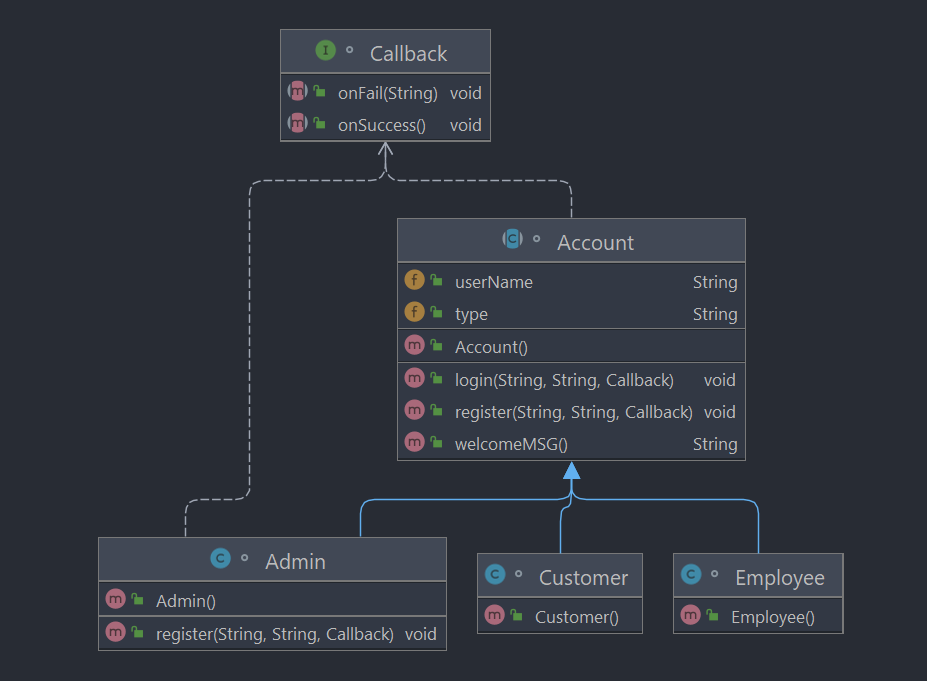 I Callback
m onFail(String) void
m onSuccess() void
C Account
f userName String
f type String
m Account()
m login(String, String, Callback) void
m register(String, String, Callback) void
m welcomeMSG() String
C Admin
m Admin()
m register(String, String, Callback) void
C Customer
m Customer()
C Employee
m Employee()